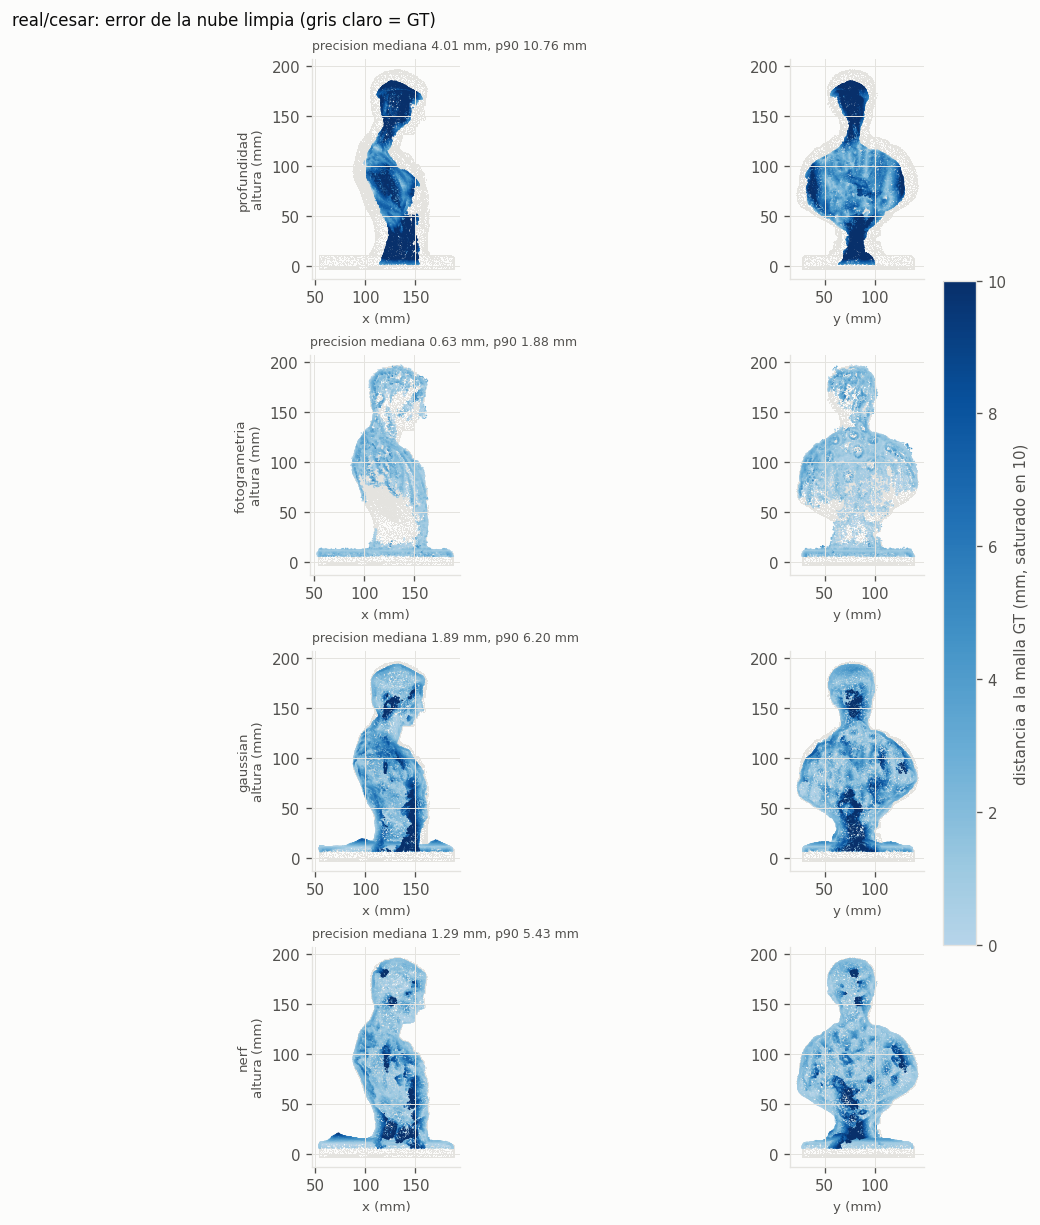 real/cesar: error de la nube limpia (gris claro = GT)
precision mediana 4.01 mm, p90 10.76 mm
profundidad
altura (mm)
200
150
100
50
0
50 100 150
x (mm)
200
150
100
50
0
50 100
y (mm)
precision mediana 0.63 mm, p90 1.88 mm
fotogrametria
altura (mm)
200
150
100
50
0
50 100 150
x (mm)
200
150
100
50
0
50 100
y (mm)
precision mediana 1.89 mm, p90 6.20 mm
gaussian
altura (mm)
200
150
100
50
0
50 100 150
x (mm)
200
150
100
50
0
50 100
y (mm)
precision mediana 1.29 mm, p90 5.43 mm
nerf
altura (mm)
200
150
100
50
0
50 100 150
x (mm)
200
150
100
50
0
50 100
y (mm)
10
8
6
4
2
0
distancia a la malla GT (mm, saturado en 10)